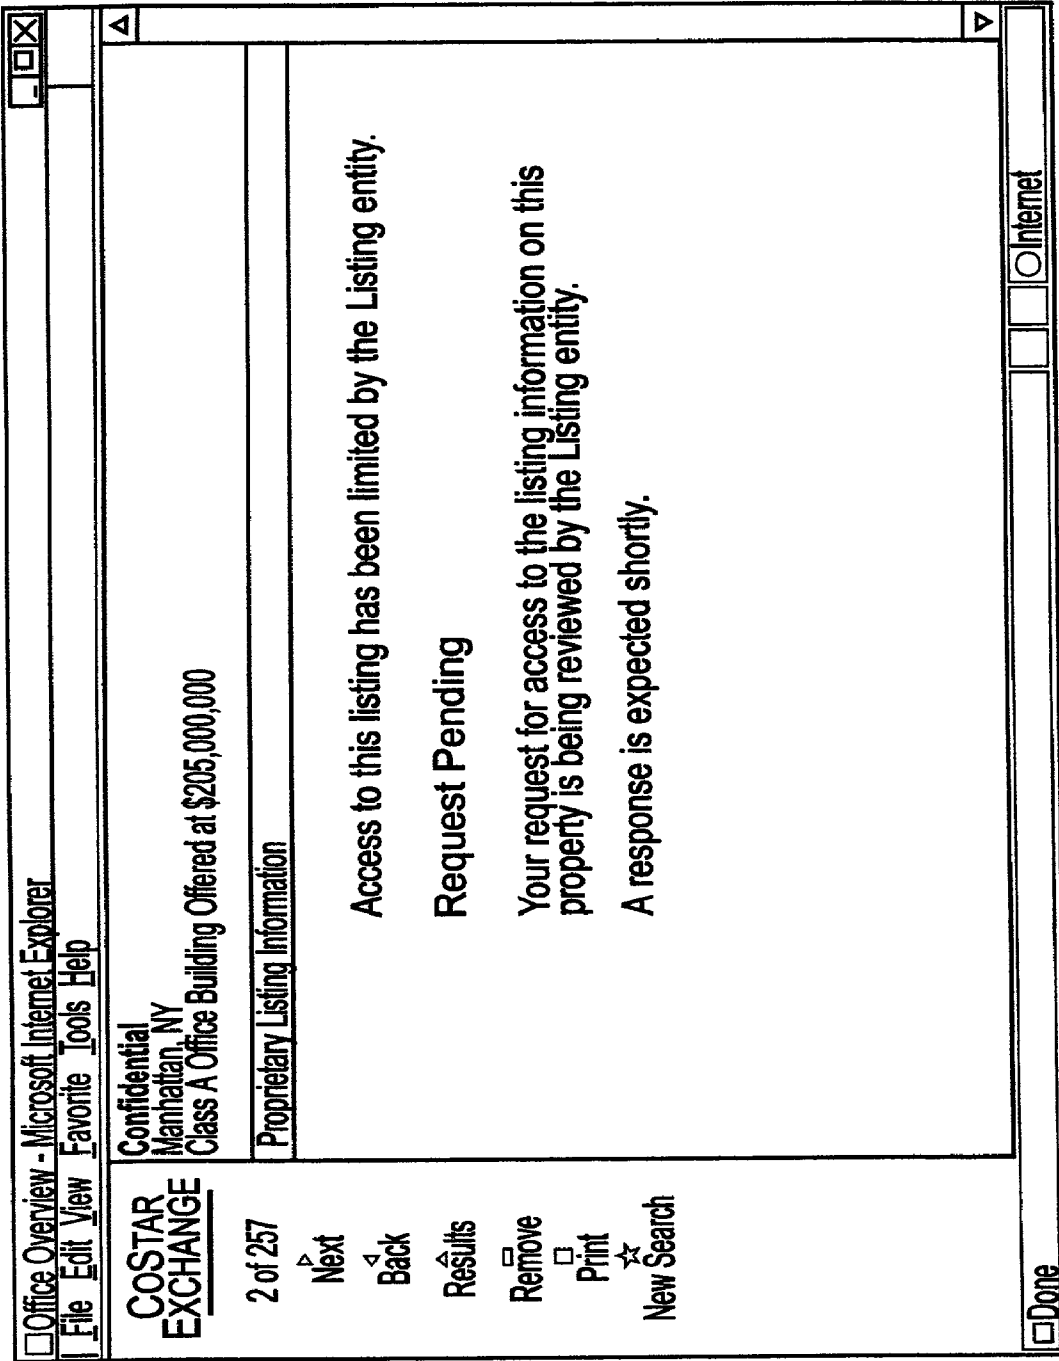 Office Overview - Microsoft Internet Explorer
File Edit View Favorite Tools Help
COSTAR
EXCHANGE
2 of 257
Next
Back
Results
Remove
Print
New Search
Confidential
Manhattan, NY
Class A Office Building Offered at $205,000,000
Proprietary Listing Information
Access to this listing has been limited by the Listing entity.
Request Pending
Your request for access to the listing information on this
property is being reviewed by the Listing entity.
A response is expected shortly.
Done
Internet